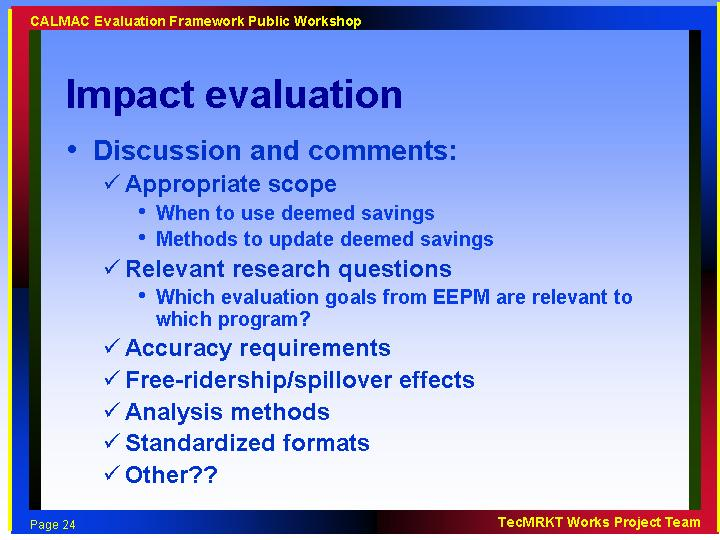 CALMAC Evaluation Framework Public Workshop
Impact evaluation
• Discussion and comments:
✓ Appropriate scope
• When to use deemed savings
• Methods to update deemed savings
✓ Relevant research questions
• Which evaluation goals from EEPM are relevant to
which program?
✓ Accuracy requirements
✓ Free-ridership/spillover effects
✓ Analysis methods
✓ Standardized formats
✓ Other??
Page 24
TecMRKT Works Project Team